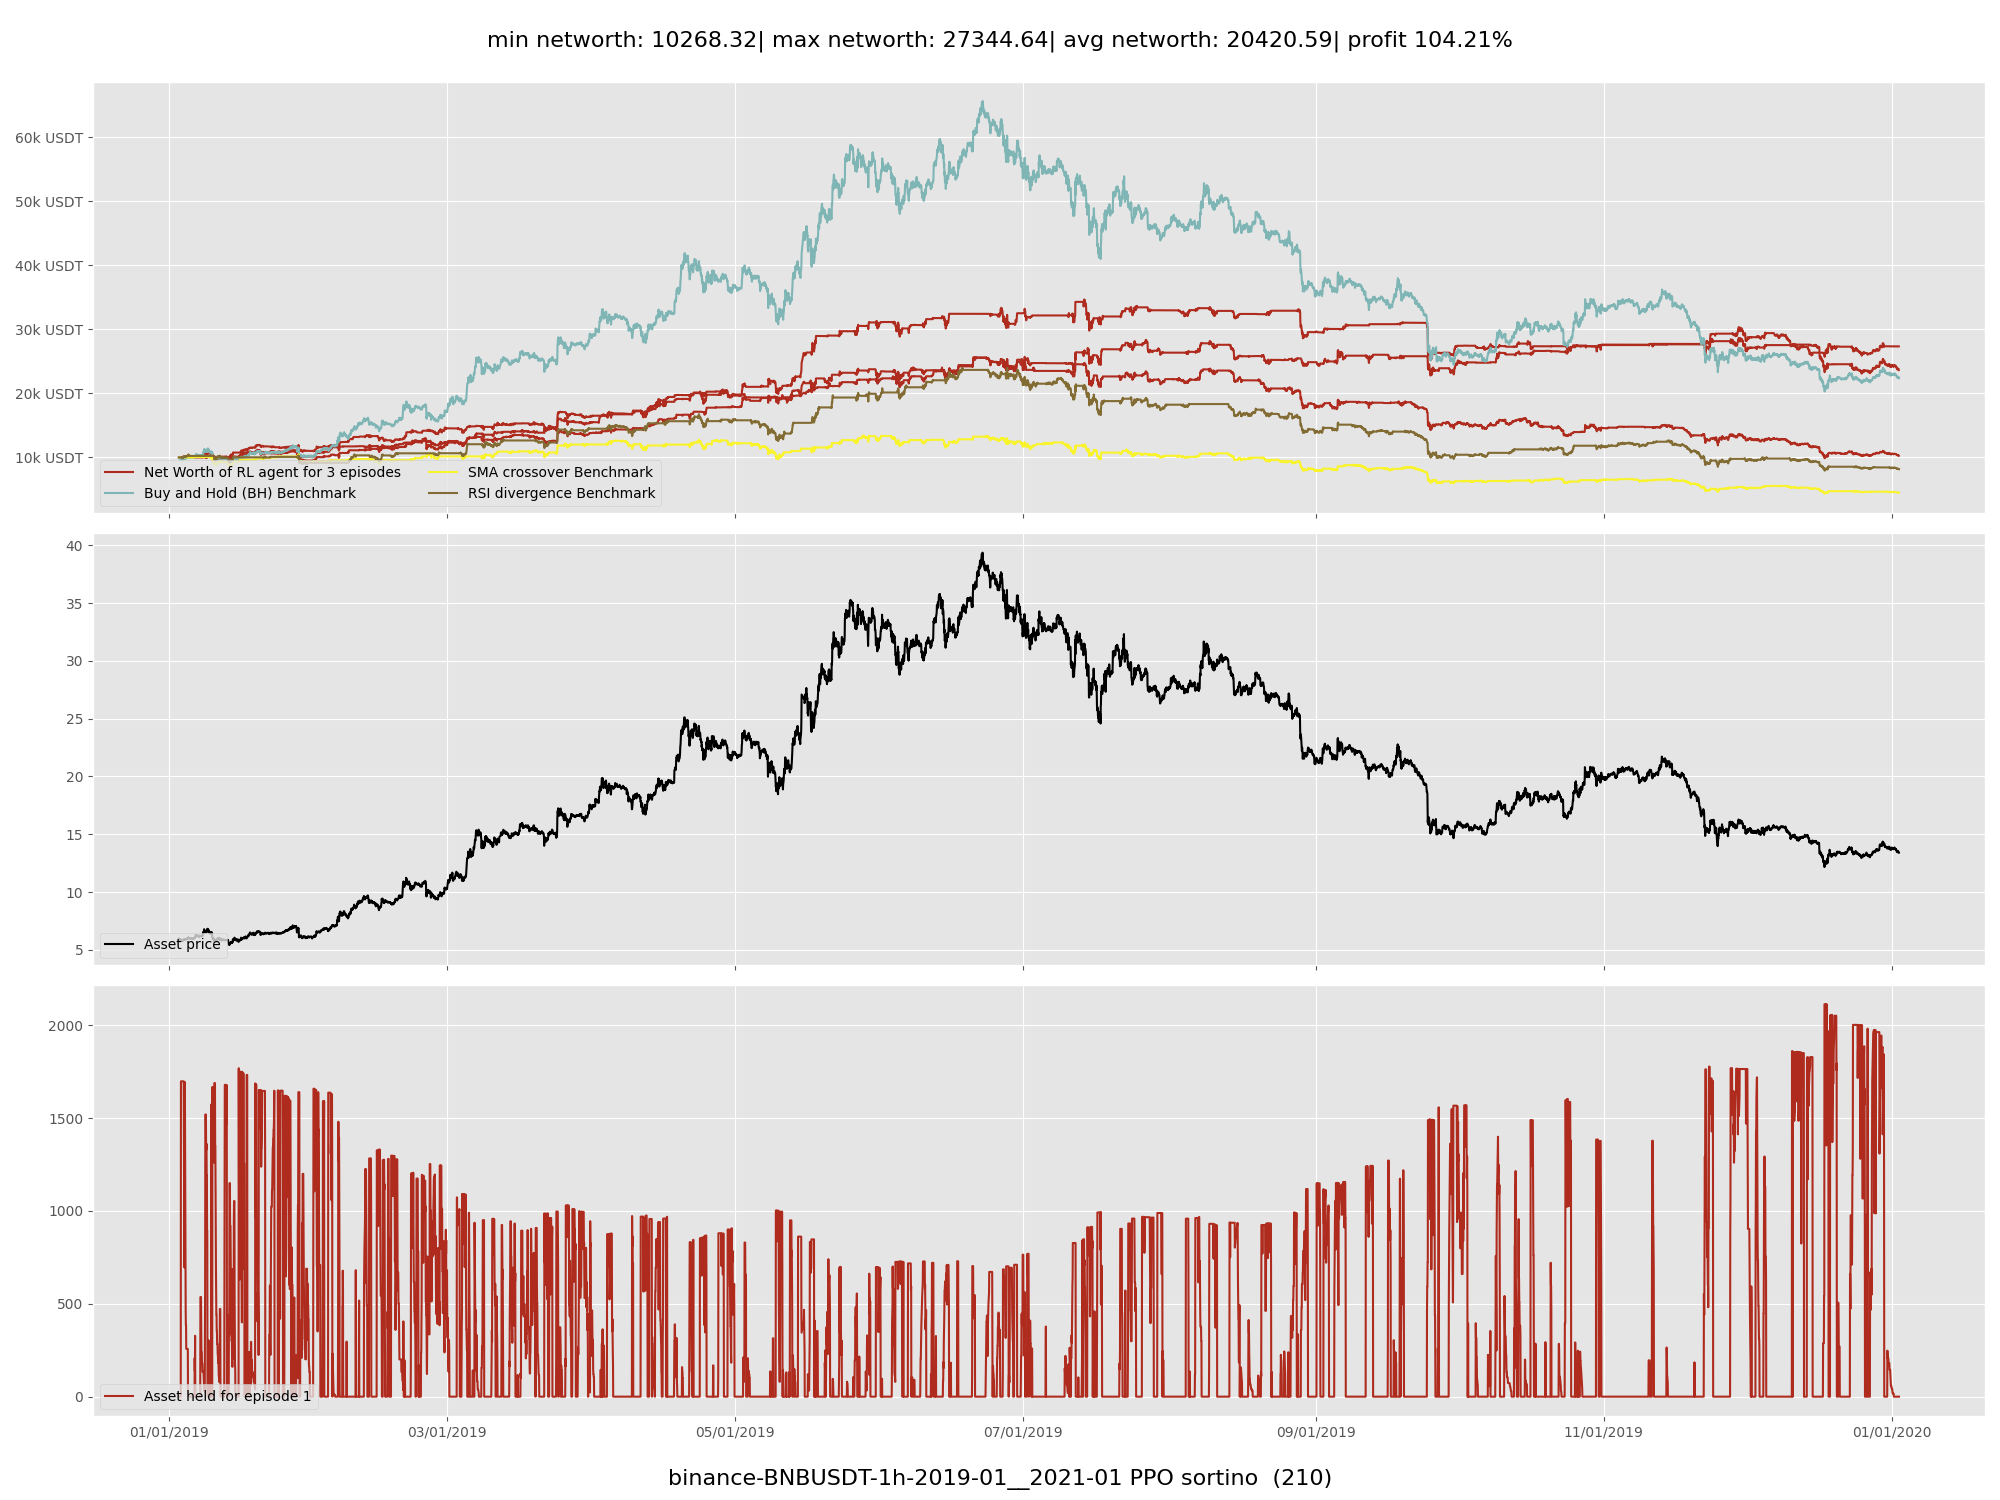 min networth: 10268.32| max networth: 27344.64| avg networth: 20420.59| profit 104.21%
60k USDT
50k USDT
40k USDT
30k USDT
20k USDT
10k USDT
Net Worth of RL agent for 3 episodes
Buy and Hold (BH) Benchmark
SMA crossover Benchmark
RSI divergence Benchmark
40
35
30
25
20
15
10
5
Asset price
2000
1500
1000
500
0
Asset held for episode 1
01/01/2019 03/01/2019 05/01/2019 07/01/2019 09/01/2019 11/01/2019 01/01/2020
binance-BNBUSDT-1h-2019-01__2021-01 PPO sortino  (210)